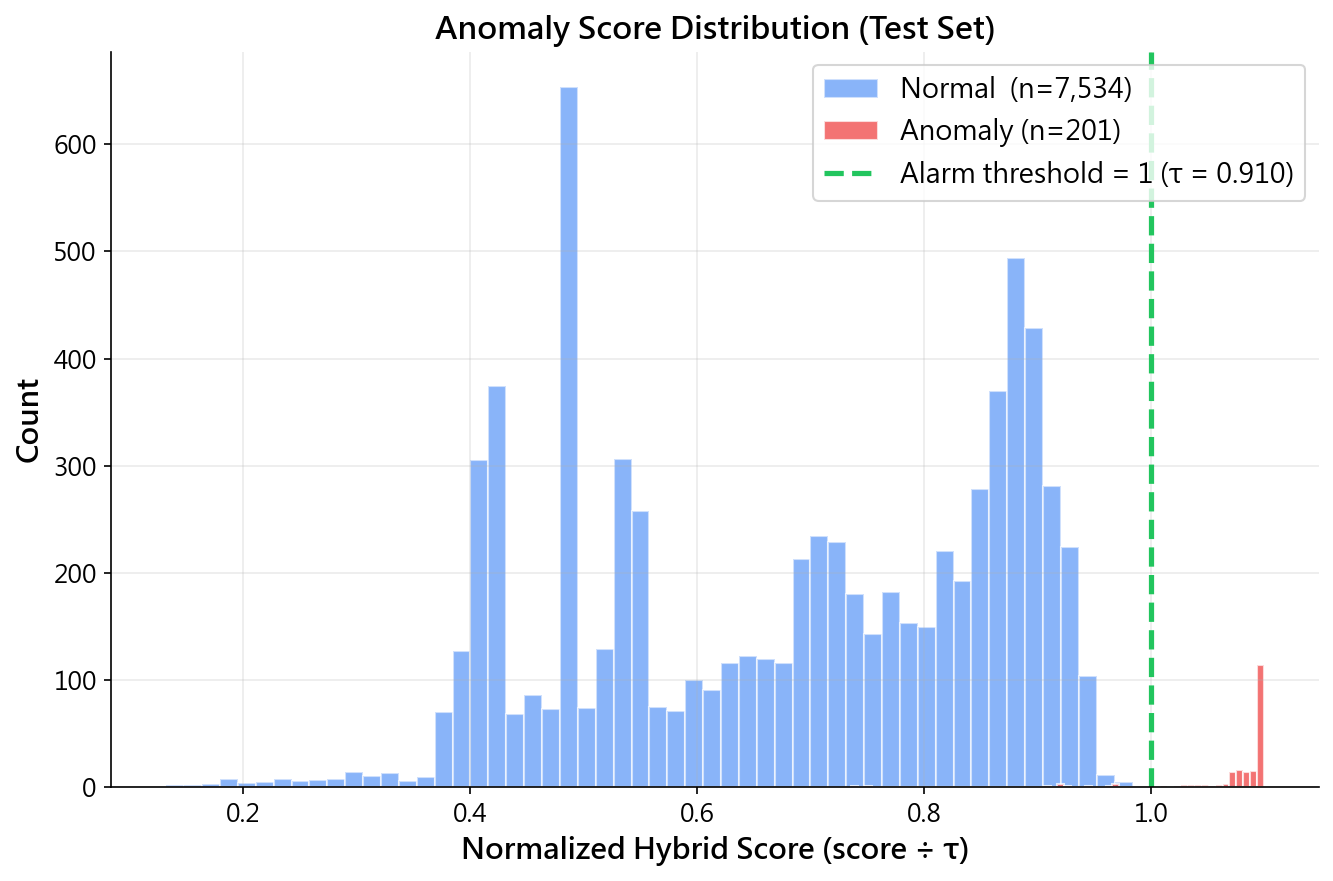 Anomaly Score Distribution (Test Set)
Normal (n=7,534)
Anomaly (n=201)
Alarm threshold = 1 (τ = 0.910)
Count
600
500
400
300
200
100
0
0.2 0.4 0.6 0.8 1.0
Normalized Hybrid Score (score ÷ τ)